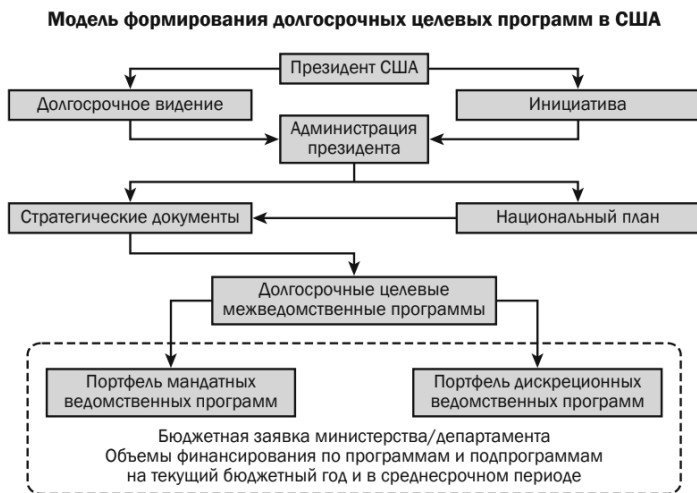 Модель формирования долгосрочных целевых программ в США
Президент США
Долгосрочное видение
Инициатива
Администрация
президента
Стратегические документы
Национальный план
Долгосрочные целевые
межведомственные программы
Портфель мандатных
ведомственных программ
Портфель дискреционных
ведомственных программ
Бюджетная заявка министерства/департамента
Объемы финансирования по программам и подпрограммам
на текущий бюджетный год и в среднесрочном периоде